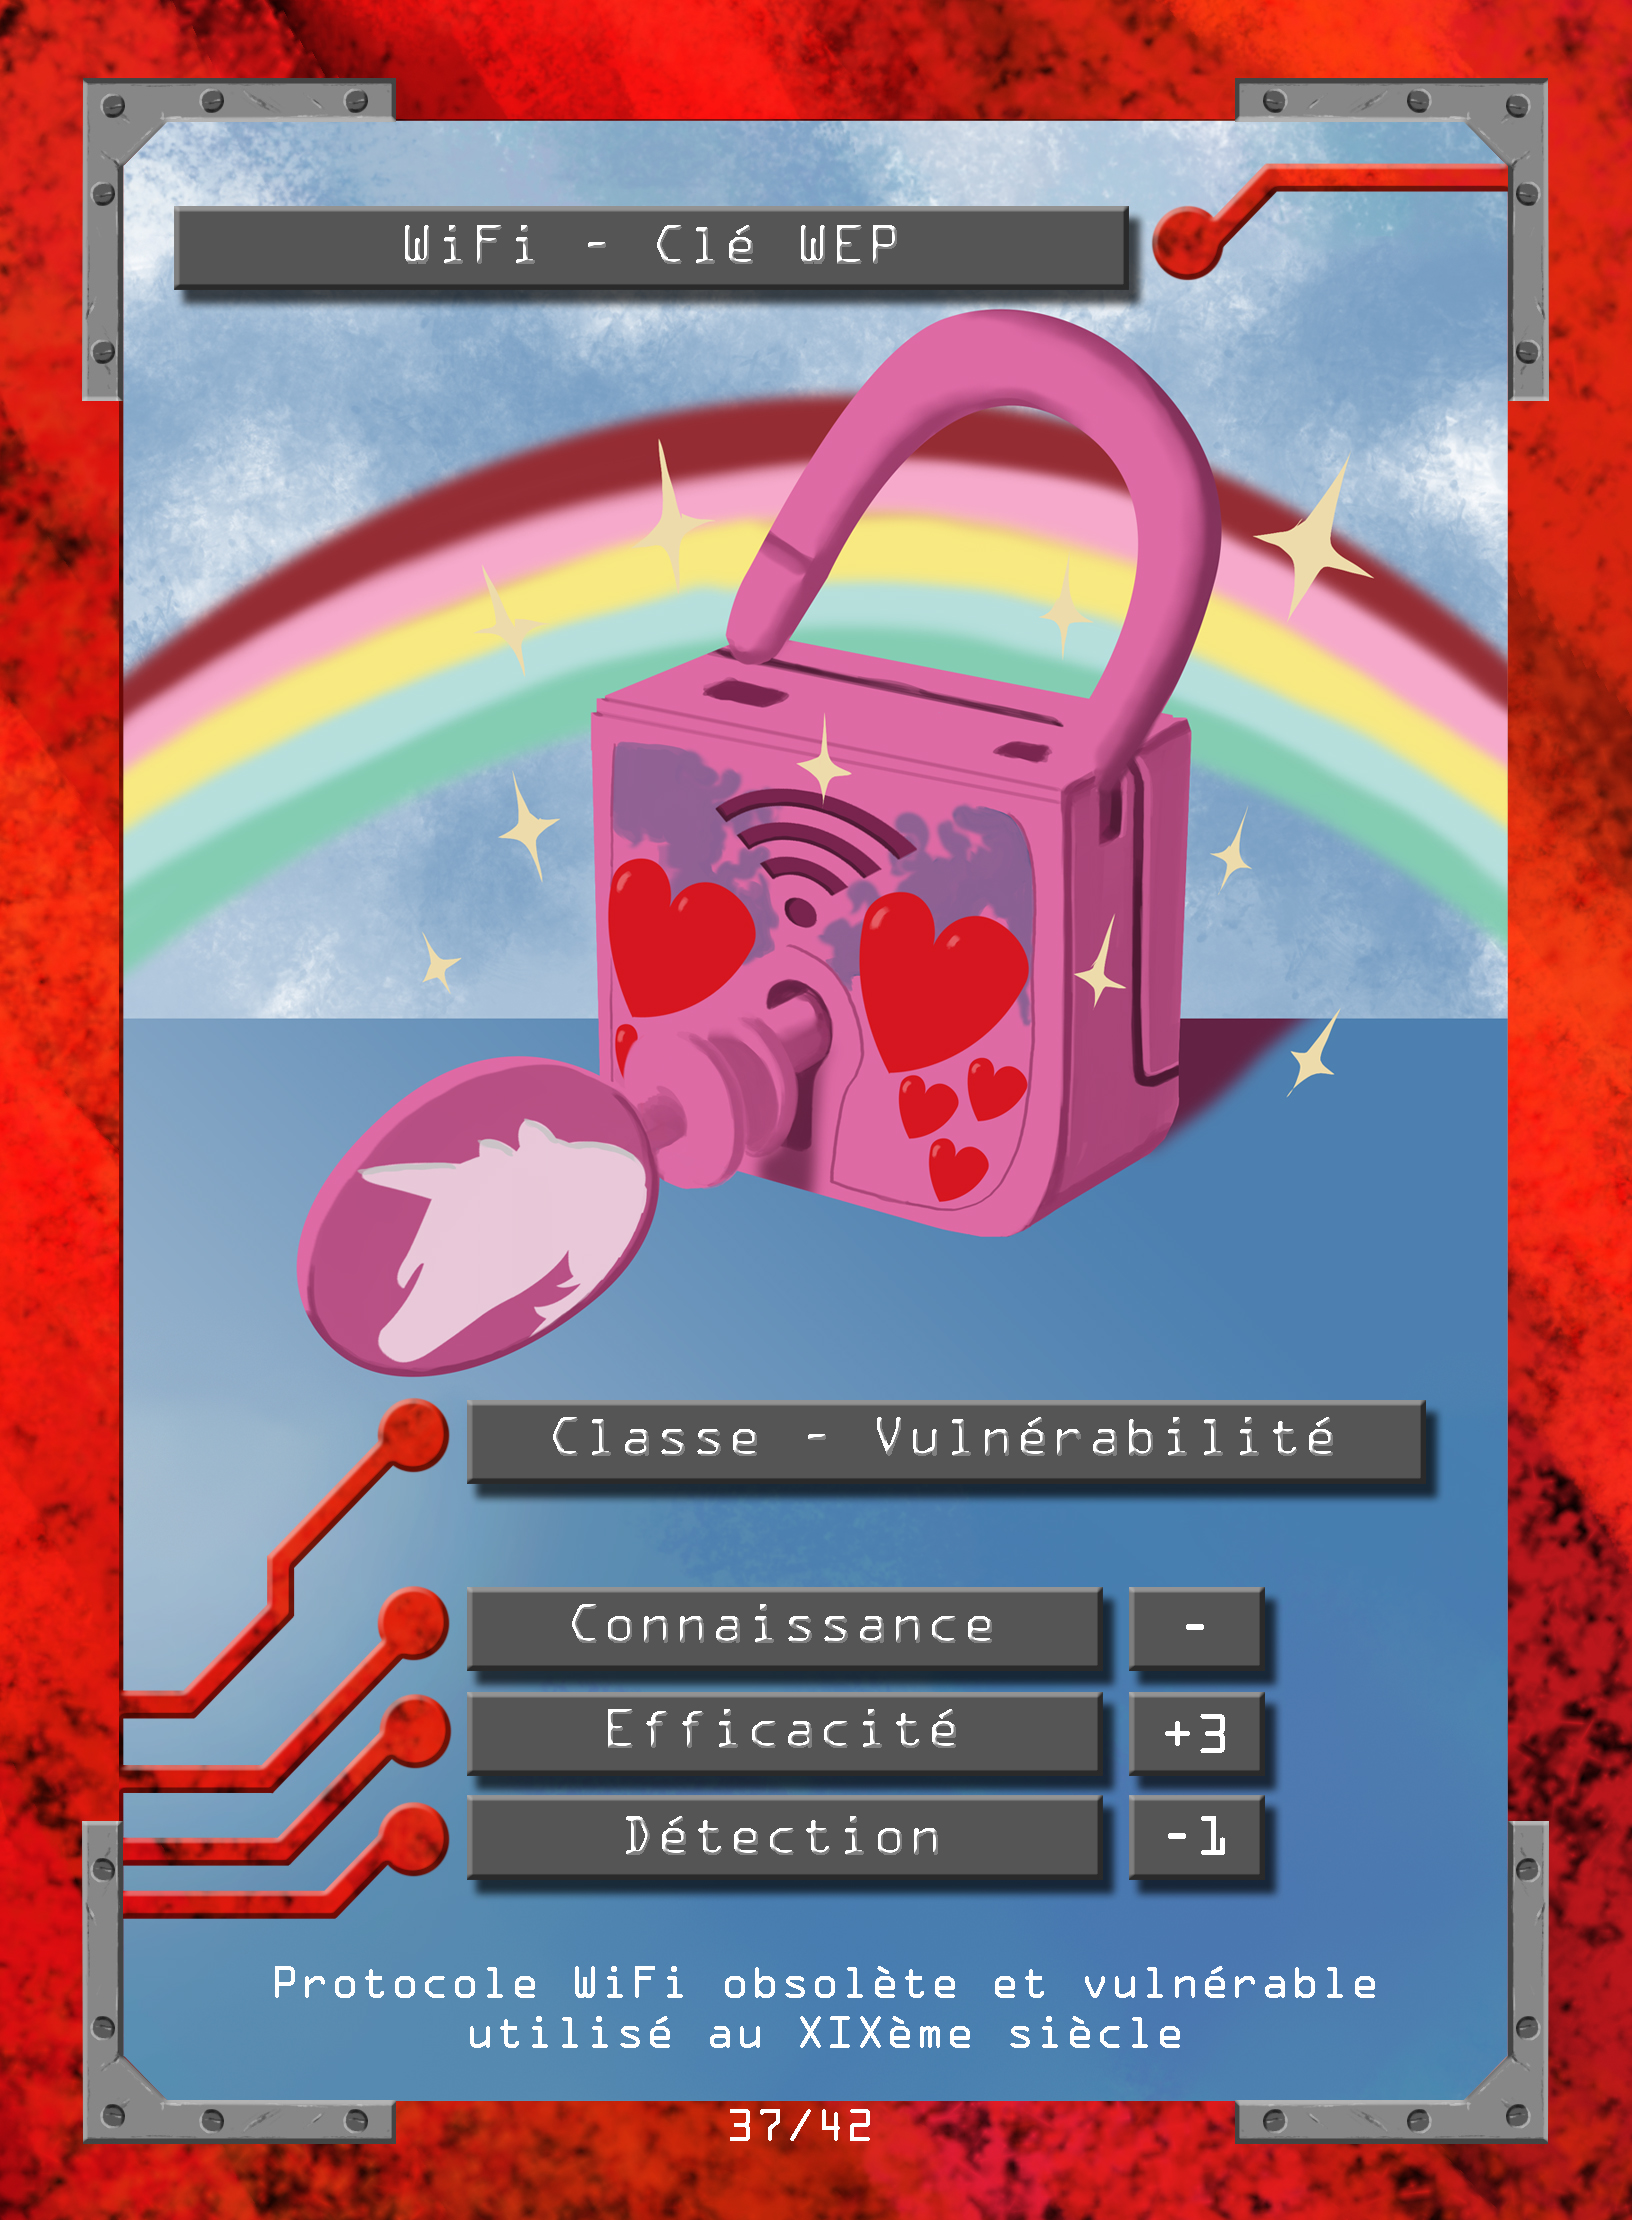 WiFi - Clé WEP
Classe - Vulnérabilité
Connaissance -
Efficacité +3
Détection -1
Protocole WiFi obsolète et vulnérable
utilisé au XIXème siècle
37/42